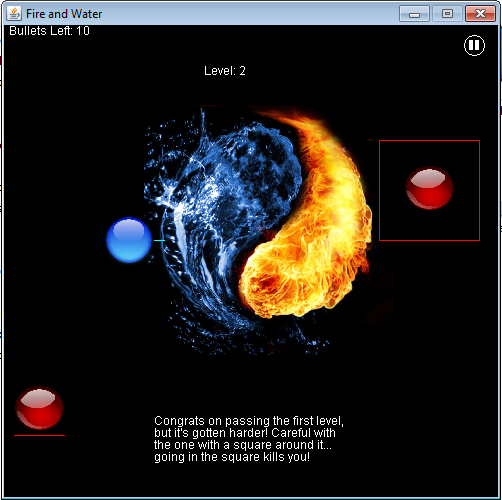 Fire and Water
Bullets Left: 10
Level: 2
Congrats on passing the first level,
but it's gotten harder! Careful with
the one with a square around it...
going in the square kills you!